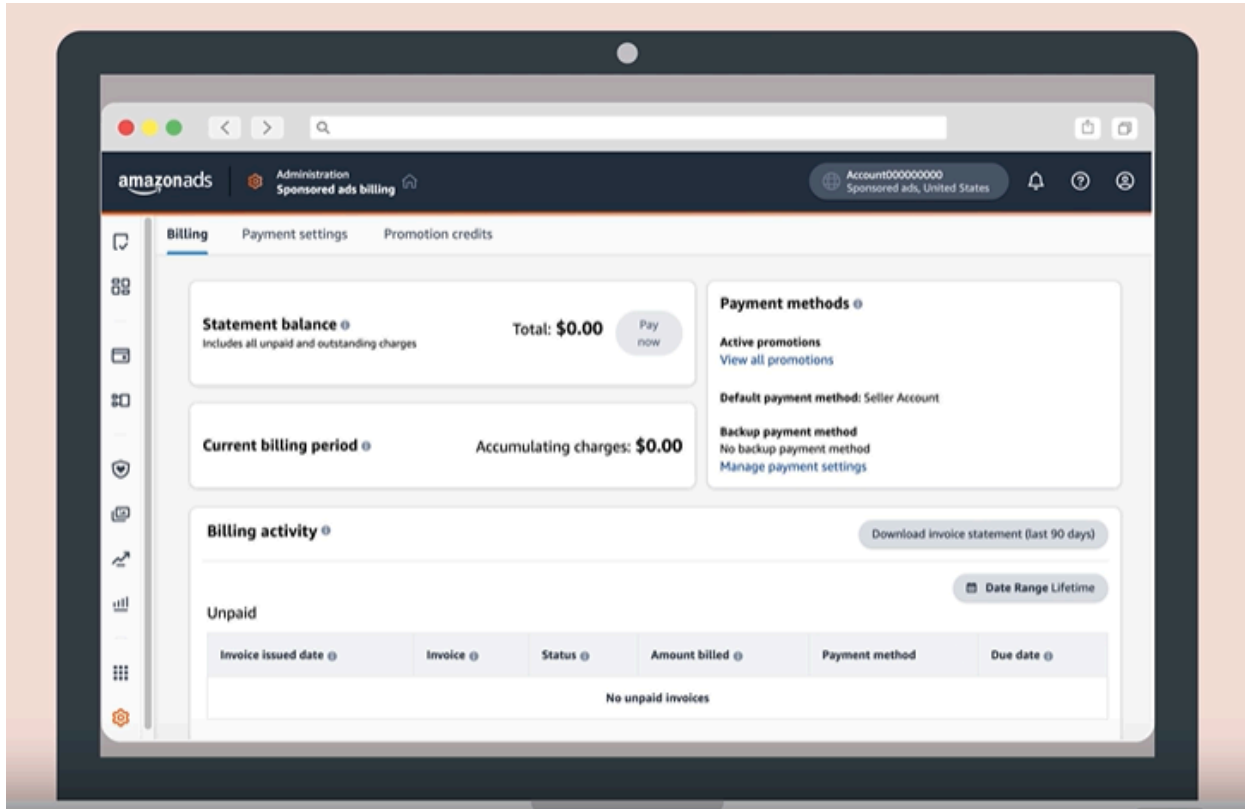 amazonads
Administration
Sponsored ads billing
Account000000000
Sponsored ads, United States
Billing
Payment settings
Promotion credits
Statement balance
Includes all unpaid and outstanding charges
Total: $0.00
Pay
now
Current billing period
Accumulating charges: $0.00
Payment methods
Active promotions
View all promotions
Default payment method: Seller Account
Backup payment method
No backup payment method
Manage payment settings
Billing activity
Download invoice statement (last 90 days)
Date Range Lifetime
Unpaid
Invoice issued date
Invoice
Status
Amount billed
Payment method
Due date
No unpaid invoices